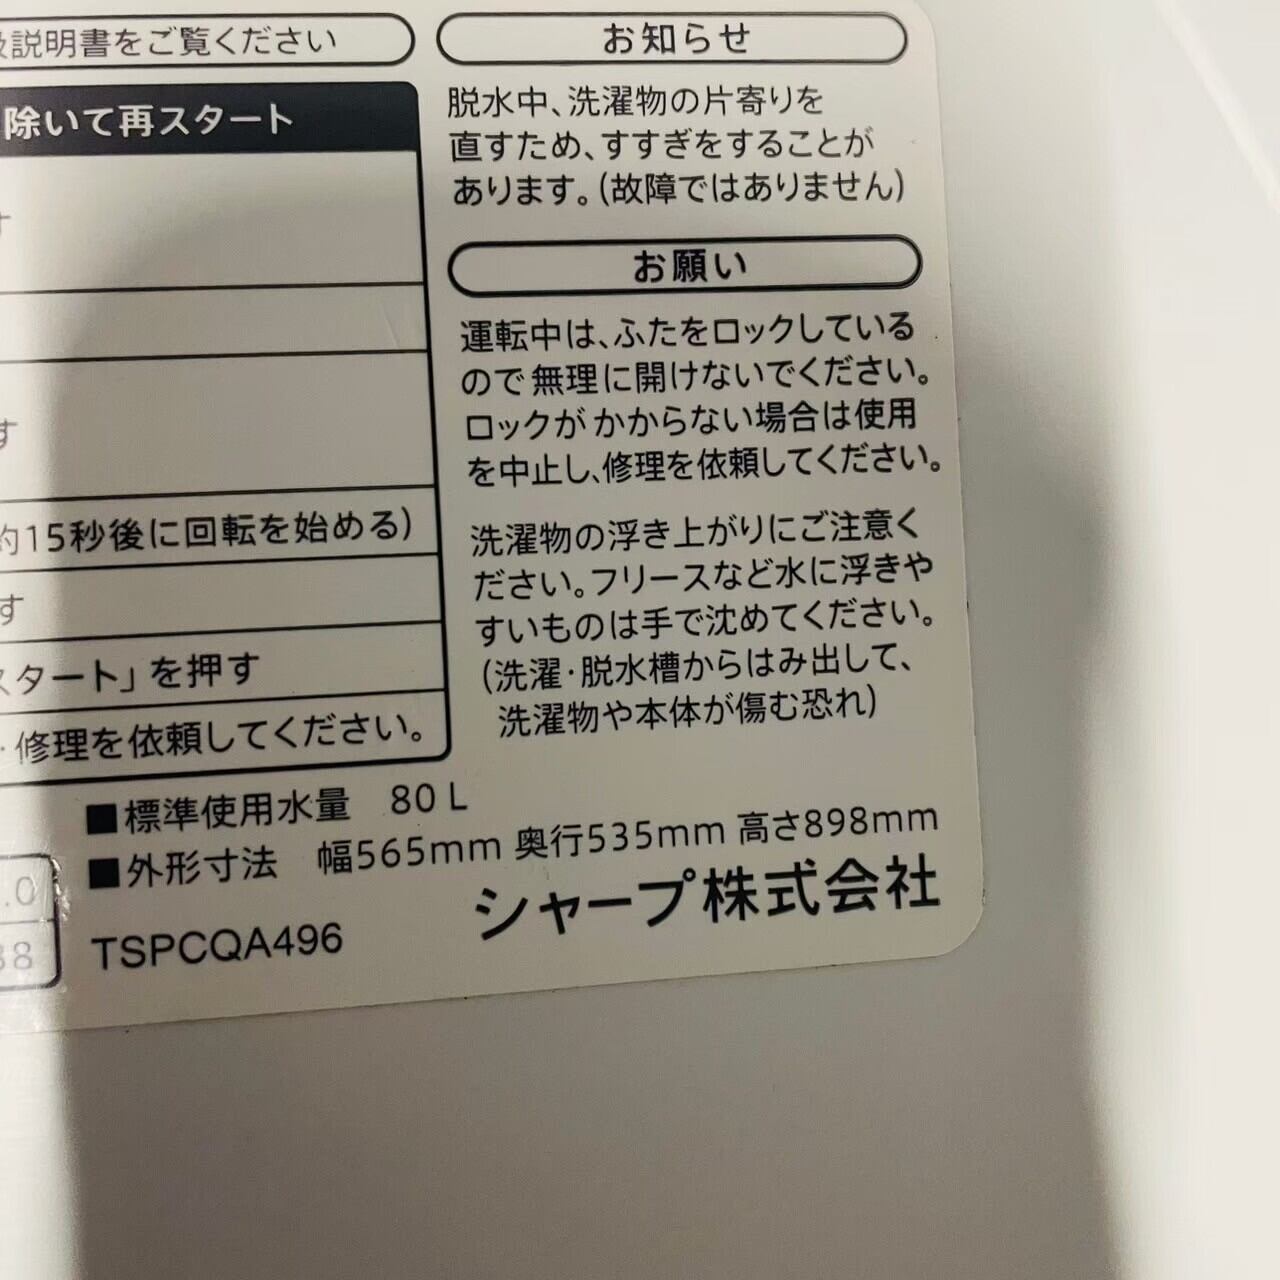 説明書をご覧ください
除いて再スタート
す
す
約15秒後に回転を始める)
す
スタート」を押す
・修理を依頼してください。
お知らせ
脱水中、洗濯物の片寄りを
直すため、すすぎをすることが
あります。(故障ではありません)
お願い
運転中は、ふたをロックしている
ので無理に開けないでください。
ロックがかからない場合は使用
を中止し、修理を依頼してください。
洗濯物の浮き上がりにご注意く
ださい。フリースなど水に浮きや
すいものは手で沈めてください。
(洗濯・脱水槽からはみ出して、
洗濯物や本体が傷む恐れ)
■標準使用水量 80L
■外形寸法 幅565mm 奥行535mm 高さ898mm
シャープ株式会社
.0
38
TSPCQA496